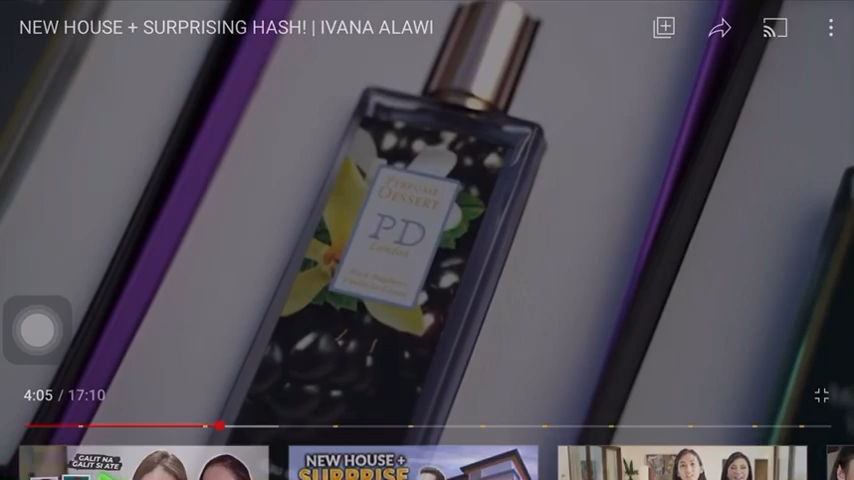 NEW HOUSE + SURPRISING HASH! | IVANA ALAWI
PERFUME
DESSERT
PD
London
4:05 / 17:10
GALIT NA
GALIT SI ATE
NEW HOUSE +
SURPRISE